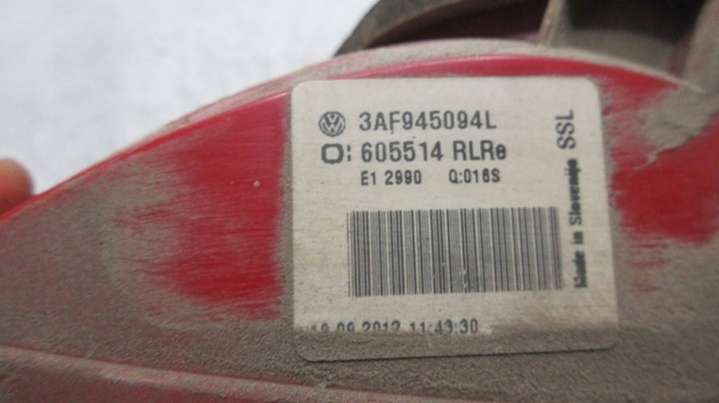 3AF945094L
O: 605514 RLRe
E1 2990 Q:016S
19.09.2012 11:43:30
Made in Slovenija SSL